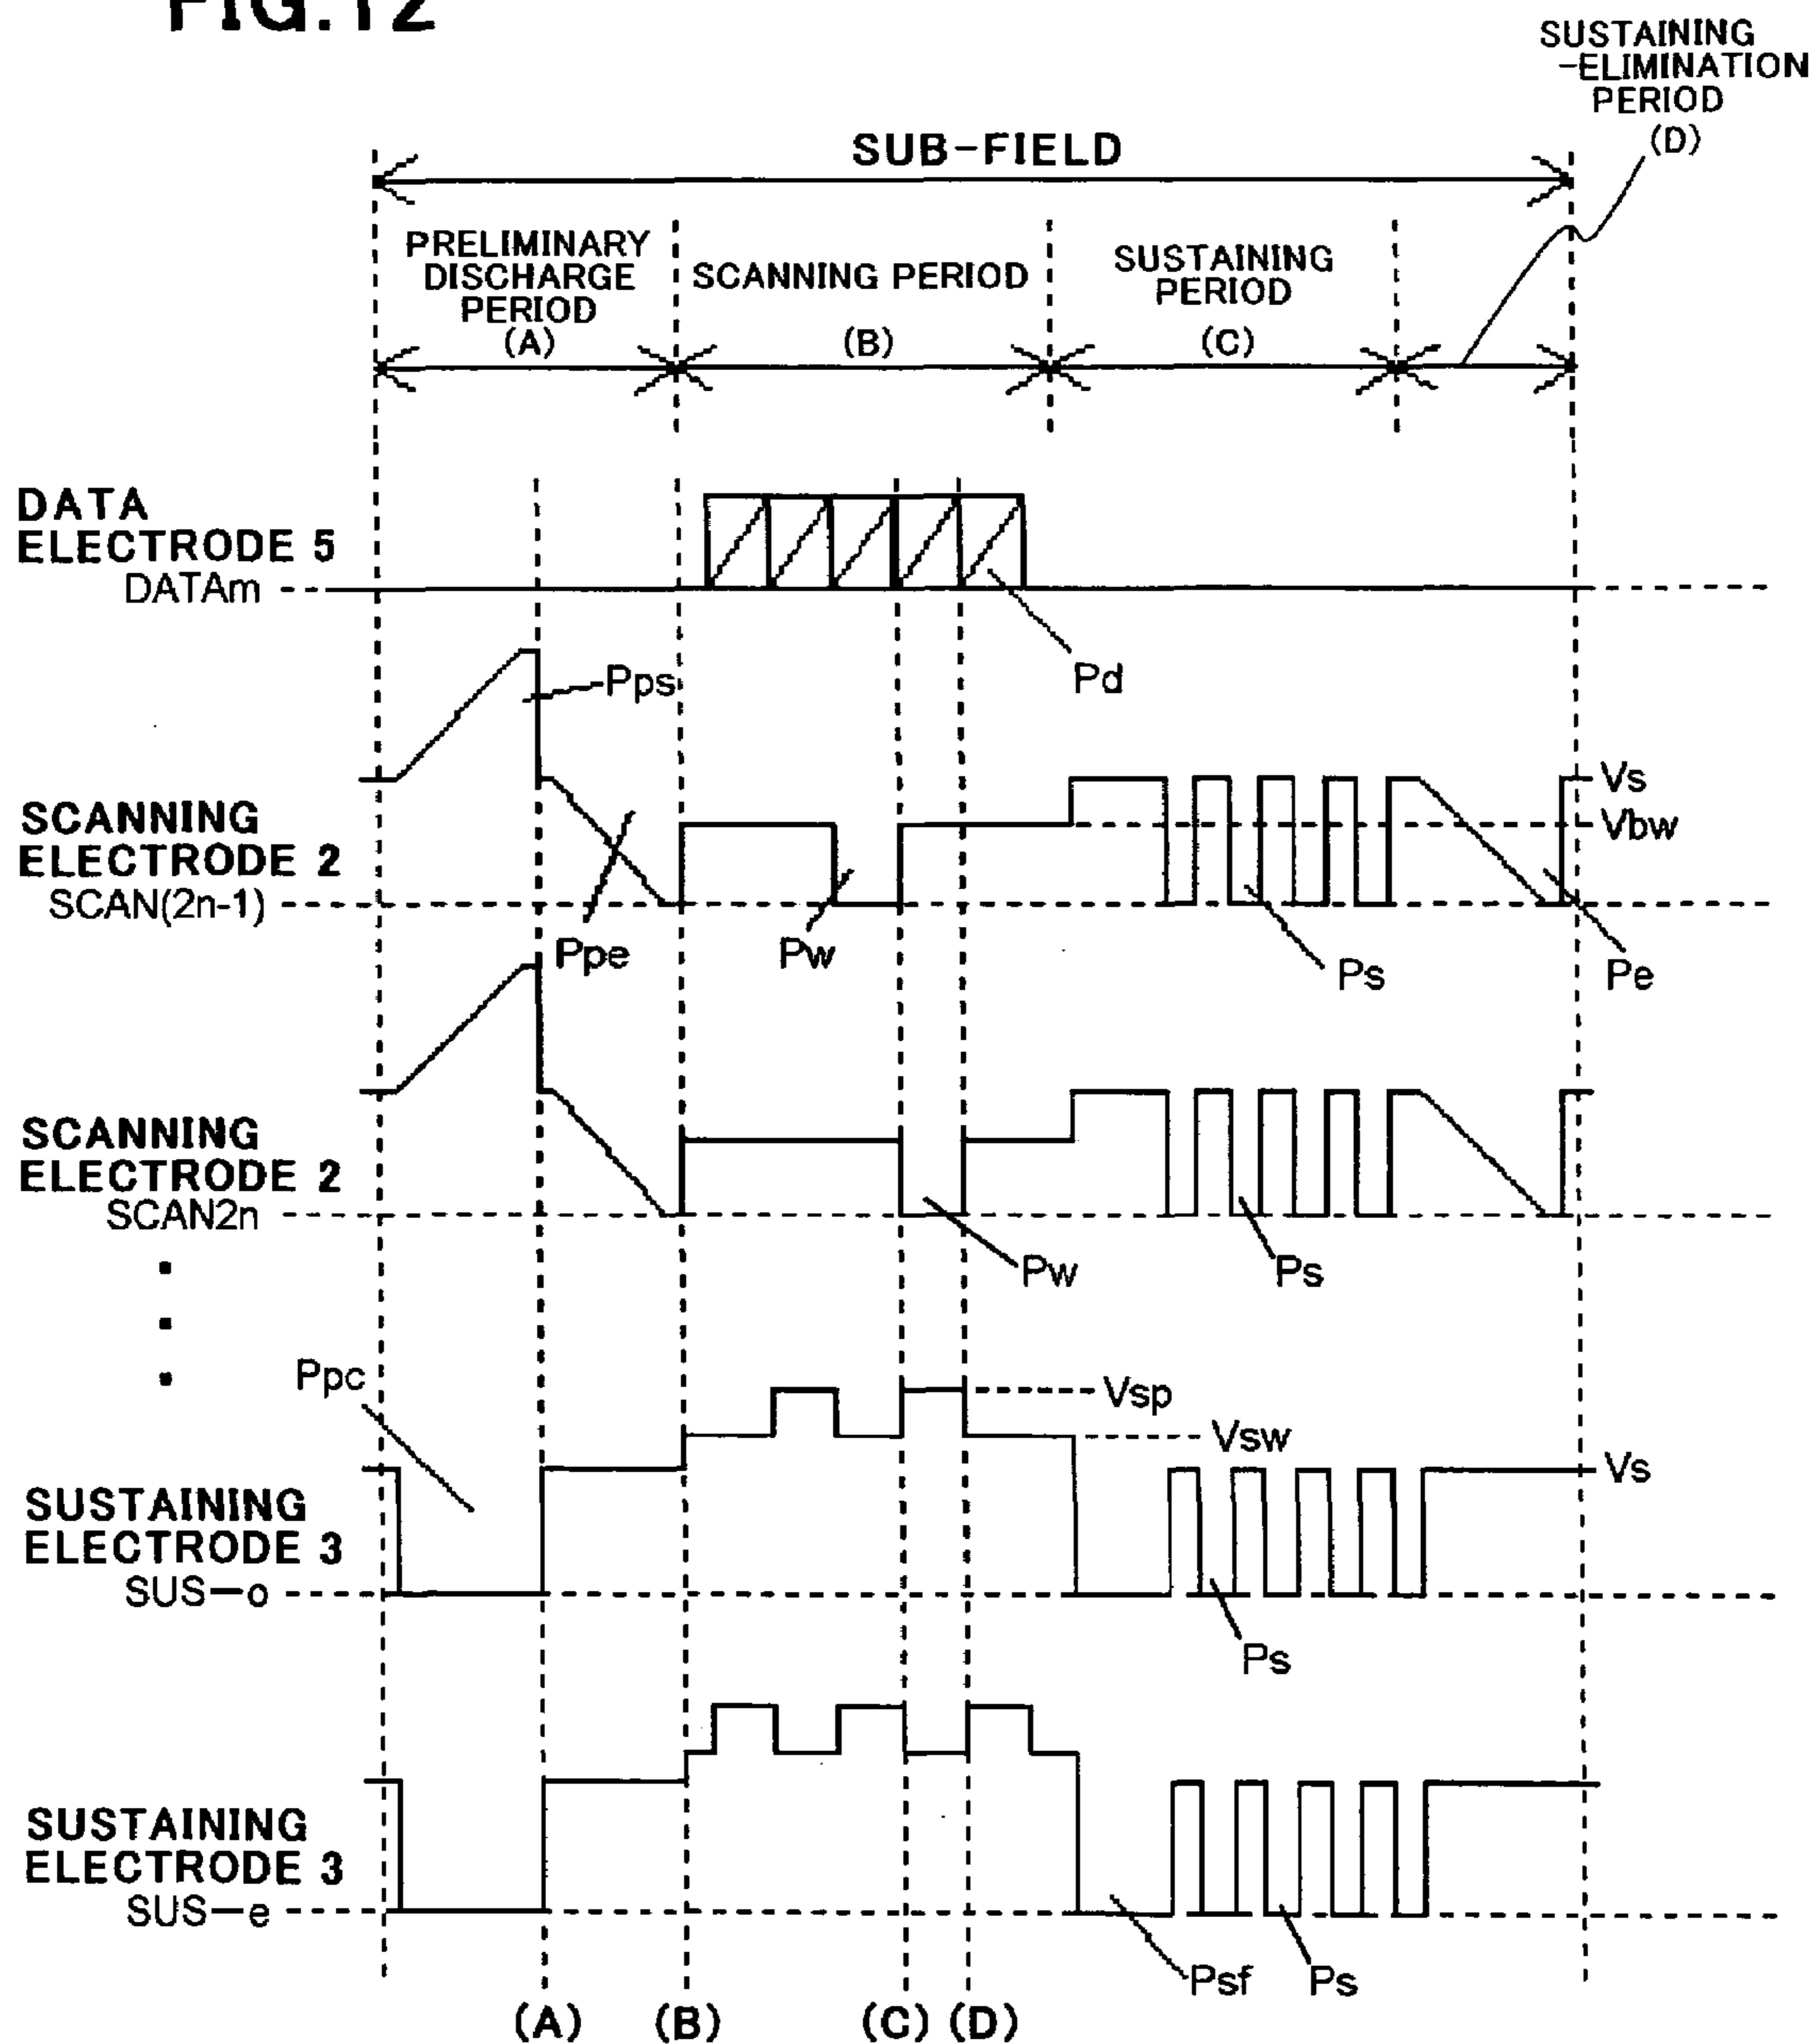 FIG.12
SUSTAINING
-ELIMINATION
PERIOD
(D)
SUB-FIELD
PRELIMINARY
DISCHARGE
PERIOD
(A)
SCANNING PERIOD
(B)
SUSTAINING
PERIOD
(C)
DATA
ELECTRODE 5
DATAm
Pd
Pps
Vs
Vbw
SCANNING
ELECTRODE 2
SCAN(2n-1)
Ppe
Pw
Ps
Pe
SCANNING
ELECTRODE 2
SCAN2n
Pw
Ps
Ppc
Vsp
Vsw
Vs
SUSTAINING
ELECTRODE 3
SUS-o
Ps
SUSTAINING
ELECTRODE 3
SUS-e
Psf
Ps
(A) (B) (C) (D)